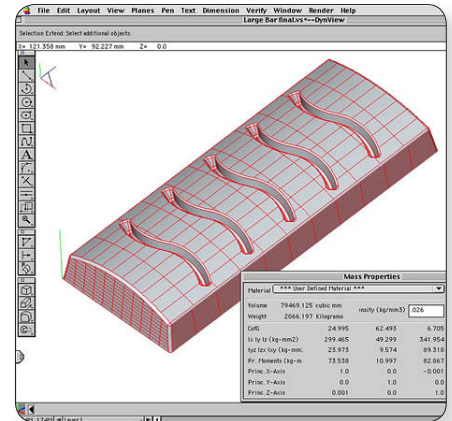 File Edit Layout View Planes Pen Text Dimension Verify Window Render Help
Large Bar final.vs*--DynView
Selection Extend: Select additional objects.
X= 121.358 mm Y= 92.227 mm Z= 0.0
Mass Properties
Material *** User Defined Material ***
Volume 79469.125 cubic mm
nsity (kg/mm3) .026
Weight 2066.197 Kilograms
CofG 24.995 62.493 6.705
Ix Iy Iz (kg-mm2) 299.465 49.299 341.954
Iyz Izx Ixy (kg-mm: 23.973 9.574 89.318
Pr. Moments (kg-m 73.538 10.997 82.867
Princ. X-Axis 1.0 0.0 -0.001
Princ. Y-Axis 0.0 1.0 0.0
Princ. Z-Axis 0.001 0.0 1.0